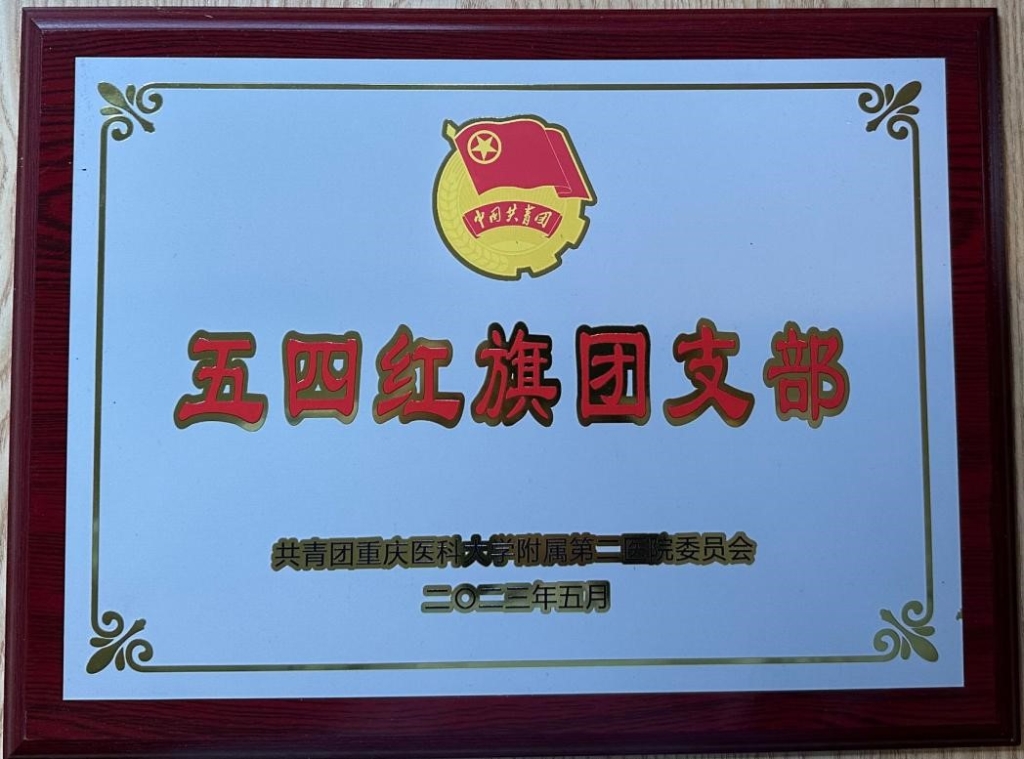 中国共青团
五四红旗团支部
共青团重庆医科大学附属第二医院委员会
二〇二三年五月